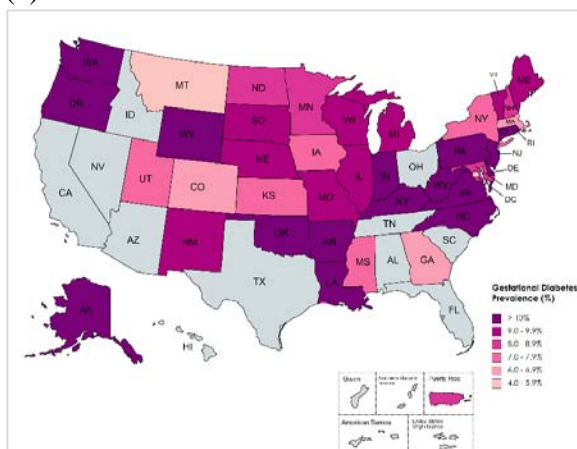 WA
OR
ID
MT
ND
MN
WI
MI
NY
VT
ME
NH
MA
RI
WY
SD
IA
NE
NV
UT
CO
KS
MO
IL
IN
OH
PA
NJ
DE
MD
DC
WV
VA
KY
CA
AZ
NM
OK
AR
TN
NC
SC
TX
LA
MS
AL
GA
FL
AK
HI
Gestational Diabetes
Prevalence (%)
> 10%
9.0 - 9.9%
8.0 - 8.9%
7.0 - 7.9%
6.0 - 6.9%
4.0 - 5.9%
Guam
Puerto Rico
American Samoa